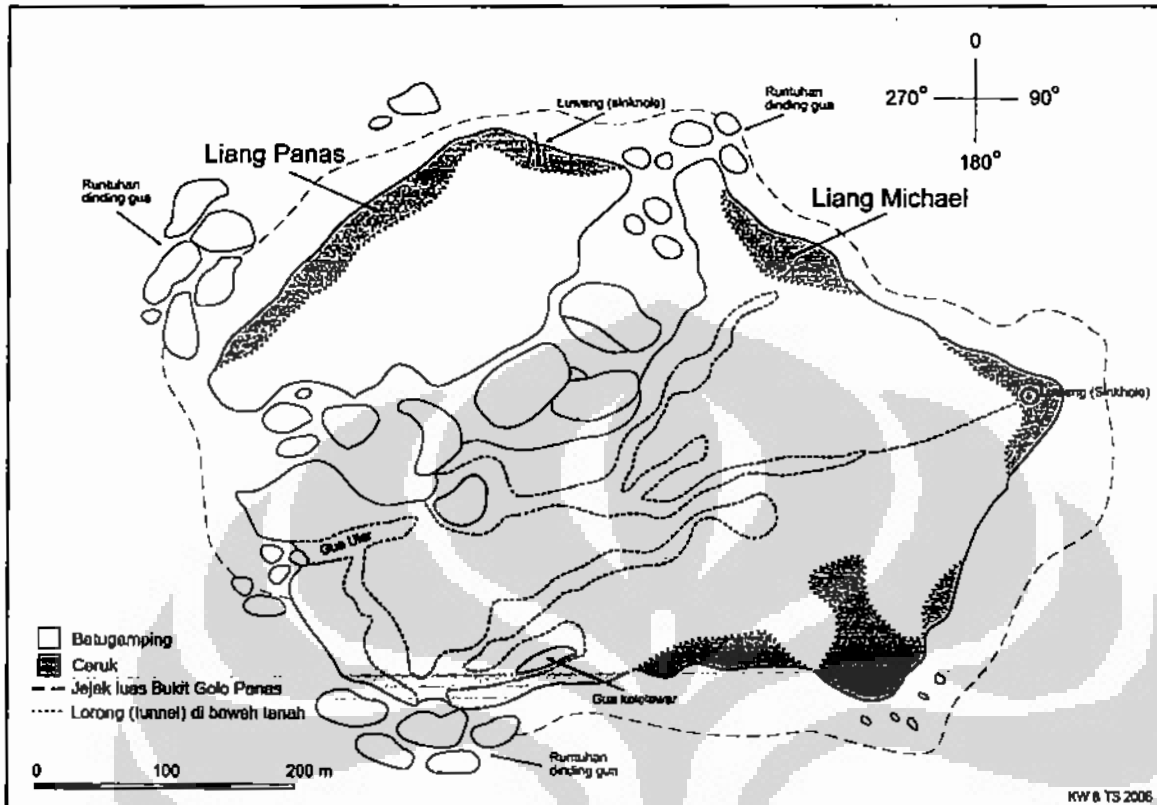 0
270° 90°
180°
Luweng (sinkhole)
Runtuhan
dinding gua
Liang Panas
Runtuhan
dinding gua
Liang Michael
Luweng (Sinkhole)
Gua Ular
Batugamping
Ceruk
Jejak luas Bukit Golo Panas
Lorong (tunnel) di bawah tanah
Gua kelelawar
Runtuhan
dinding gua
0 100 200 m
KW & TS 2006